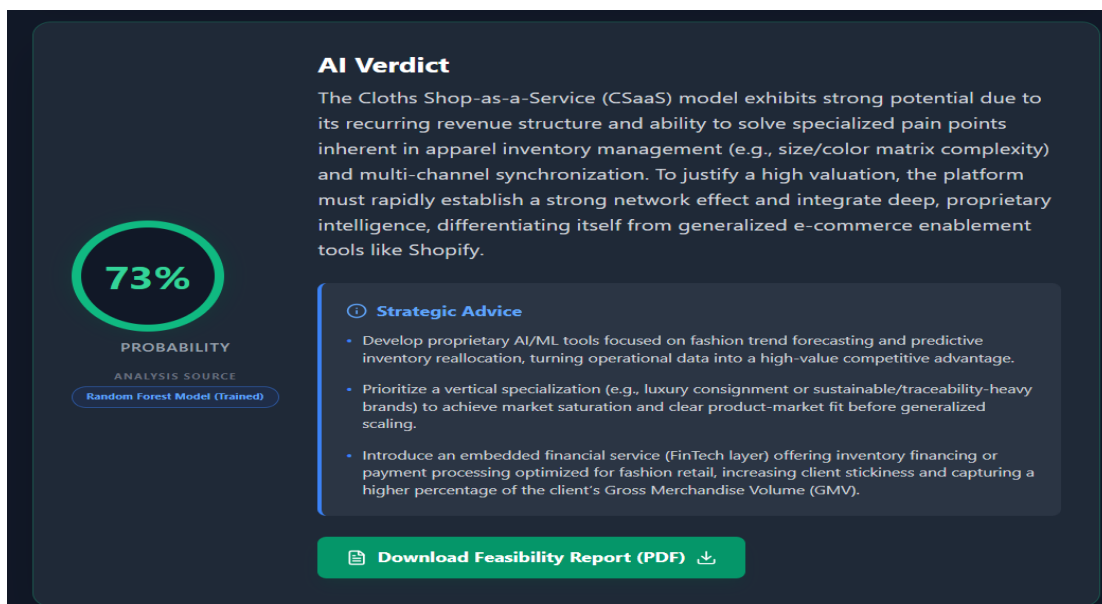 AI Verdict
The Cloths Shop-as-a-Service (CSaaS) model exhibits strong potential due to
its recurring revenue structure and ability to solve specialized pain points
inherent in apparel inventory management (e.g., size/color matrix complexity)
and multi-channel synchronization. To justify a high valuation, the platform
must rapidly establish a strong network effect and integrate deep, proprietary
intelligence, differentiating itself from generalized e-commerce enablement
tools like Shopify.
73%
PROBABILITY
ANALYSIS SOURCE
Random Forest Model (Trained)
Strategic Advice
• Develop proprietary AI/ML tools focused on fashion trend forecasting and predictive
inventory reallocation, turning operational data into a high-value competitive advantage.
• Prioritize a vertical specialization (e.g., luxury consignment or sustainable/traceability-heavy
brands) to achieve market saturation and clear product-market fit before generalized
scaling.
• Introduce an embedded financial service (FinTech layer) offering inventory financing or
payment processing optimized for fashion retail, increasing client stickiness and capturing a
higher percentage of the client's Gross Merchandise Volume (GMV).
Download Feasibility Report (PDF)